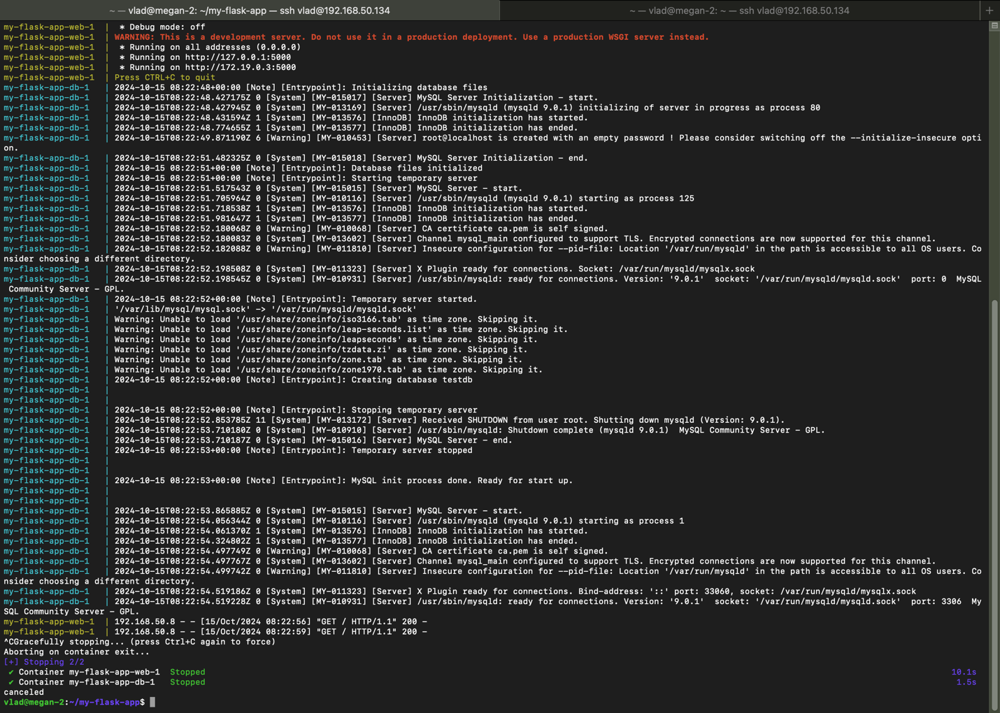 ~ — vlad@megan-2: ~/my-flask-app — ssh vlad@192.168.50.134
~ — vlad@megan-2: ~ — ssh vlad@192.168.50.134
+
my-flask-app-web-1  |  * Debug mode: off
my-flask-app-web-1  | WARNING: This is a development server. Do not use it in a production deployment. Use a production WSGI server instead.
my-flask-app-web-1  |  * Running on all addresses (0.0.0.0)
my-flask-app-web-1  |  * Running on http://127.0.0.1:5000
my-flask-app-web-1  |  * Running on http://172.19.0.3:5000
my-flask-app-web-1  | Press CTRL+C to quit
my-flask-app-db-1   | 2024-10-15 08:22:48+00:00 [Note] [Entrypoint]: Initializing database files
my-flask-app-db-1   | 2024-10-15T08:22:48.427175Z 0 [System] [MY-015017] [Server] MySQL Server Initialization - start.
my-flask-app-db-1   | 2024-10-15T08:22:48.427945Z 0 [System] [MY-013169] [Server] /usr/sbin/mysqld (mysqld 9.0.1) initializing of server in progress as process 80
my-flask-app-db-1   | 2024-10-15T08:22:48.431594Z 1 [System] [MY-013576] [InnoDB] InnoDB initialization has started.
my-flask-app-db-1   | 2024-10-15T08:22:48.774655Z 1 [System] [MY-013577] [InnoDB] InnoDB initialization has ended.
my-flask-app-db-1   | 2024-10-15T08:22:49.871190Z 6 [Warning] [MY-010453] [Server] root@localhost is created with an empty password ! Please consider switching off the --initialize-insecure opti
on.
my-flask-app-db-1   | 2024-10-15T08:22:51.482325Z 0 [System] [MY-015018] [Server] MySQL Server Initialization - end.
my-flask-app-db-1   | 2024-10-15 08:22:51+00:00 [Note] [Entrypoint]: Database files initialized
my-flask-app-db-1   | 2024-10-15 08:22:51+00:00 [Note] [Entrypoint]: Starting temporary server
my-flask-app-db-1   | 2024-10-15T08:22:51.517543Z 0 [System] [MY-015015] [Server] MySQL Server - start.
my-flask-app-db-1   | 2024-10-15T08:22:51.705964Z 0 [System] [MY-010116] [Server] /usr/sbin/mysqld (mysqld 9.0.1) starting as process 125
my-flask-app-db-1   | 2024-10-15T08:22:51.718538Z 1 [System] [MY-013576] [InnoDB] InnoDB initialization has started.
my-flask-app-db-1   | 2024-10-15T08:22:51.981647Z 1 [System] [MY-013577] [InnoDB] InnoDB initialization has ended.
my-flask-app-db-1   | 2024-10-15T08:22:52.180068Z 0 [Warning] [MY-010068] [Server] CA certificate ca.pem is self signed.
my-flask-app-db-1   | 2024-10-15T08:22:52.180083Z 0 [System] [MY-013602] [Server] Channel mysql_main configured to support TLS. Encrypted connections are now supported for this channel.
my-flask-app-db-1   | 2024-10-15T08:22:52.182088Z 0 [Warning] [MY-011810] [Server] Insecure configuration for --pid-file: Location '/var/run/mysqld' in the path is accessible to all OS users. Co
nsider choosing a different directory.
my-flask-app-db-1   | 2024-10-15T08:22:52.198508Z 0 [System] [MY-011323] [Server] X Plugin ready for connections. Socket: /var/run/mysqld/mysqlx.sock
my-flask-app-db-1   | 2024-10-15T08:22:52.198545Z 0 [System] [MY-010931] [Server] /usr/sbin/mysqld: ready for connections. Version: '9.0.1'  socket: '/var/run/mysqld/mysqld.sock'  port: 0  MySQL
 Community Server - GPL.
my-flask-app-db-1   | 2024-10-15 08:22:52+00:00 [Note] [Entrypoint]: Temporary server started.
my-flask-app-db-1   | '/var/lib/mysql/mysql.sock' -> '/var/run/mysqld/mysqld.sock'
my-flask-app-db-1   | Warning: Unable to load '/usr/share/zoneinfo/iso3166.tab' as time zone. Skipping it.
my-flask-app-db-1   | Warning: Unable to load '/usr/share/zoneinfo/leap-seconds.list' as time zone. Skipping it.
my-flask-app-db-1   | Warning: Unable to load '/usr/share/zoneinfo/leapseconds' as time zone. Skipping it.
my-flask-app-db-1   | Warning: Unable to load '/usr/share/zoneinfo/tzdata.zi' as time zone. Skipping it.
my-flask-app-db-1   | Warning: Unable to load '/usr/share/zoneinfo/zone.tab' as time zone. Skipping it.
my-flask-app-db-1   | Warning: Unable to load '/usr/share/zoneinfo/zone1970.tab' as time zone. Skipping it.
my-flask-app-db-1   | 2024-10-15 08:22:52+00:00 [Note] [Entrypoint]: Creating database testdb
my-flask-app-db-1   |
my-flask-app-db-1   |
my-flask-app-db-1   | 2024-10-15 08:22:52+00:00 [Note] [Entrypoint]: Stopping temporary server
my-flask-app-db-1   | 2024-10-15T08:22:52.853785Z 11 [System] [MY-013172] [Server] Received SHUTDOWN from user root. Shutting down mysqld (Version: 9.0.1).
my-flask-app-db-1   | 2024-10-15T08:22:53.710180Z 0 [System] [MY-010910] [Server] /usr/sbin/mysqld: Shutdown complete (mysqld 9.0.1)  MySQL Community Server - GPL.
my-flask-app-db-1   | 2024-10-15T08:22:53.710187Z 0 [System] [MY-015016] [Server] MySQL Server - end.
my-flask-app-db-1   | 2024-10-15 08:22:53+00:00 [Note] [Entrypoint]: Temporary server stopped
my-flask-app-db-1   |
my-flask-app-db-1   |
my-flask-app-db-1   | 2024-10-15 08:22:53+00:00 [Note] [Entrypoint]: MySQL init process done. Ready for start up.
my-flask-app-db-1   |
my-flask-app-db-1   |
my-flask-app-db-1   | 2024-10-15T08:22:53.865885Z 0 [System] [MY-015015] [Server] MySQL Server - start.
my-flask-app-db-1   | 2024-10-15T08:22:54.056344Z 0 [System] [MY-010116] [Server] /usr/sbin/mysqld (mysqld 9.0.1) starting as process 1
my-flask-app-db-1   | 2024-10-15T08:22:54.061370Z 1 [System] [MY-013576] [InnoDB] InnoDB initialization has started.
my-flask-app-db-1   | 2024-10-15T08:22:54.324802Z 1 [System] [MY-013577] [InnoDB] InnoDB initialization has ended.
my-flask-app-db-1   | 2024-10-15T08:22:54.497749Z 0 [Warning] [MY-010068] [Server] CA certificate ca.pem is self signed.
my-flask-app-db-1   | 2024-10-15T08:22:54.497767Z 0 [System] [MY-013602] [Server] Channel mysql_main configured to support TLS. Encrypted connections are now supported for this channel.
my-flask-app-db-1   | 2024-10-15T08:22:54.499742Z 0 [Warning] [MY-011810] [Server] Insecure configuration for --pid-file: Location '/var/run/mysqld' in the path is accessible to all OS users. Co
nsider choosing a different directory.
my-flask-app-db-1   | 2024-10-15T08:22:54.519186Z 0 [System] [MY-011323] [Server] X Plugin ready for connections. Bind-address: '::' port: 33060, socket: /var/run/mysqld/mysqlx.sock
my-flask-app-db-1   | 2024-10-15T08:22:54.519228Z 0 [System] [MY-010931] [Server] /usr/sbin/mysqld: ready for connections. Version: '9.0.1'  socket: '/var/run/mysqld/mysqld.sock'  port: 3306  My
SQL Community Server - GPL.
my-flask-app-web-1  | 192.168.50.8 - - [15/Oct/2024 08:22:56] "GET / HTTP/1.1" 200 -
my-flask-app-web-1  | 192.168.50.8 - - [15/Oct/2024 08:22:59] "GET / HTTP/1.1" 200 -
^CGracefully stopping... (press Ctrl+C again to force)
Aborting on container exit...
[+] Stopping 2/2
 ✔ Container my-flask-app-web-1  Stopped 10.1s
 ✔ Container my-flask-app-db-1   Stopped 1.5s
canceled
vlad@megan-2:~/my-flask-app$